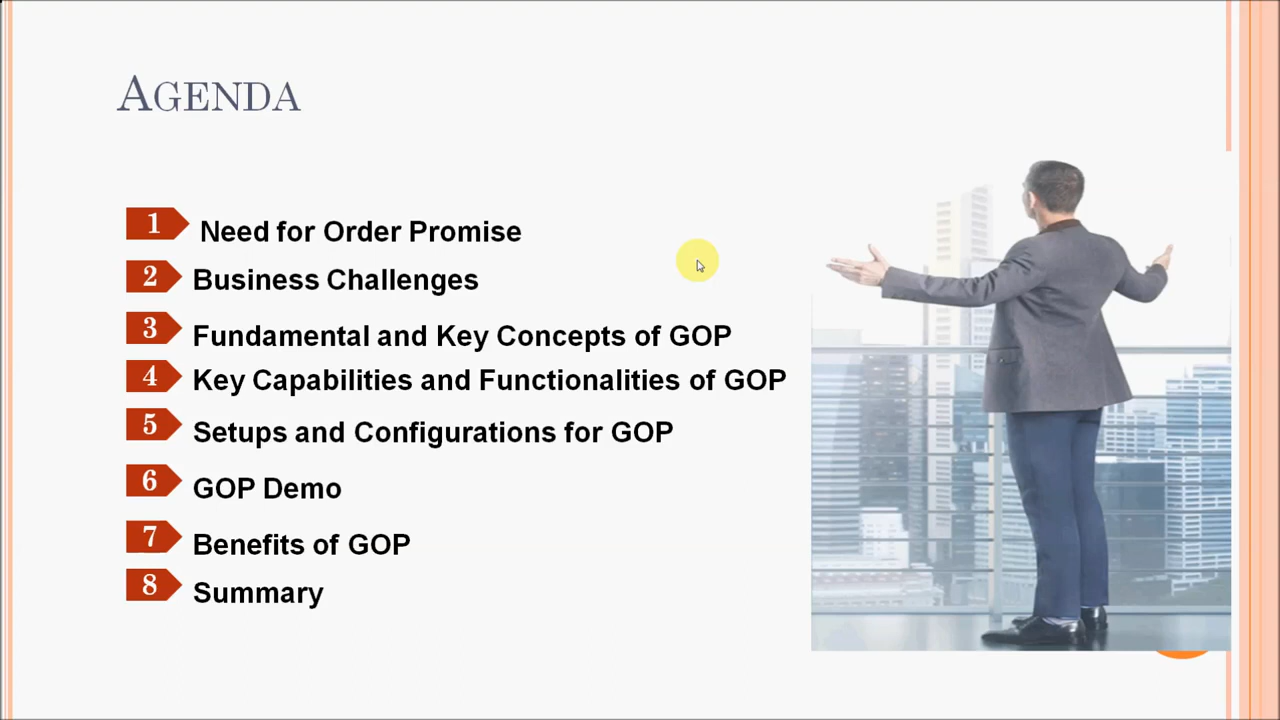 AGENDA
1 Need for Order Promise
2 Business Challenges
3 Fundamental and Key Concepts of GOP
4 Key Capabilities and Functionalities of GOP
5 Setups and Configurations for GOP
6 GOP Demo
7 Benefits of GOP
8 Summary